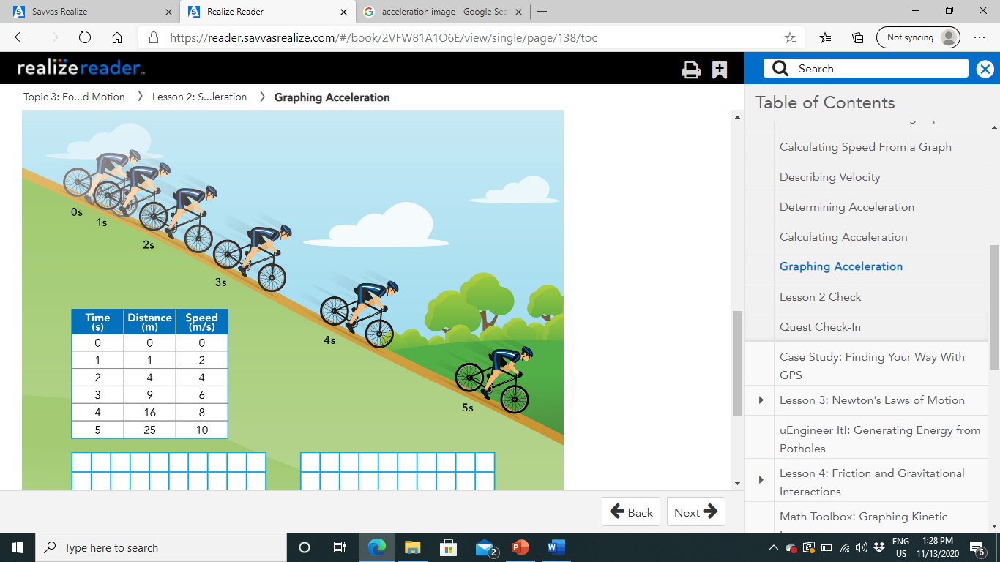 Savvas Realize
Realize Reader
acceleration image - Google Sea
https://reader.savvasrealize.com/#/book/2VFW81A1O6E/view/single/page/138/toc
Not syncing
realizereader™
Search
Topic 3: Fo...d Motion
Lesson 2: S...leration
Graphing Acceleration
0s
1s
2s
3s
4s
5s
Time (s) Distance (m) Speed (m/s)
0 0 0
1 1 2
2 4 4
3 9 6
4 16 8
5 25 10
Back
Next
Table of Contents
Calculating Speed From a Graph
Describing Velocity
Determining Acceleration
Calculating Acceleration
Graphing Acceleration
Lesson 2 Check
Quest Check-In
Case Study: Finding Your Way With
GPS
Lesson 3: Newton's Laws of Motion
uEngineer It!: Generating Energy from
Potholes
Lesson 4: Friction and Gravitational
Interactions
Math Toolbox: Graphing Kinetic
Type here to search
2
ENG
US
1:28 PM
11/13/2020
6